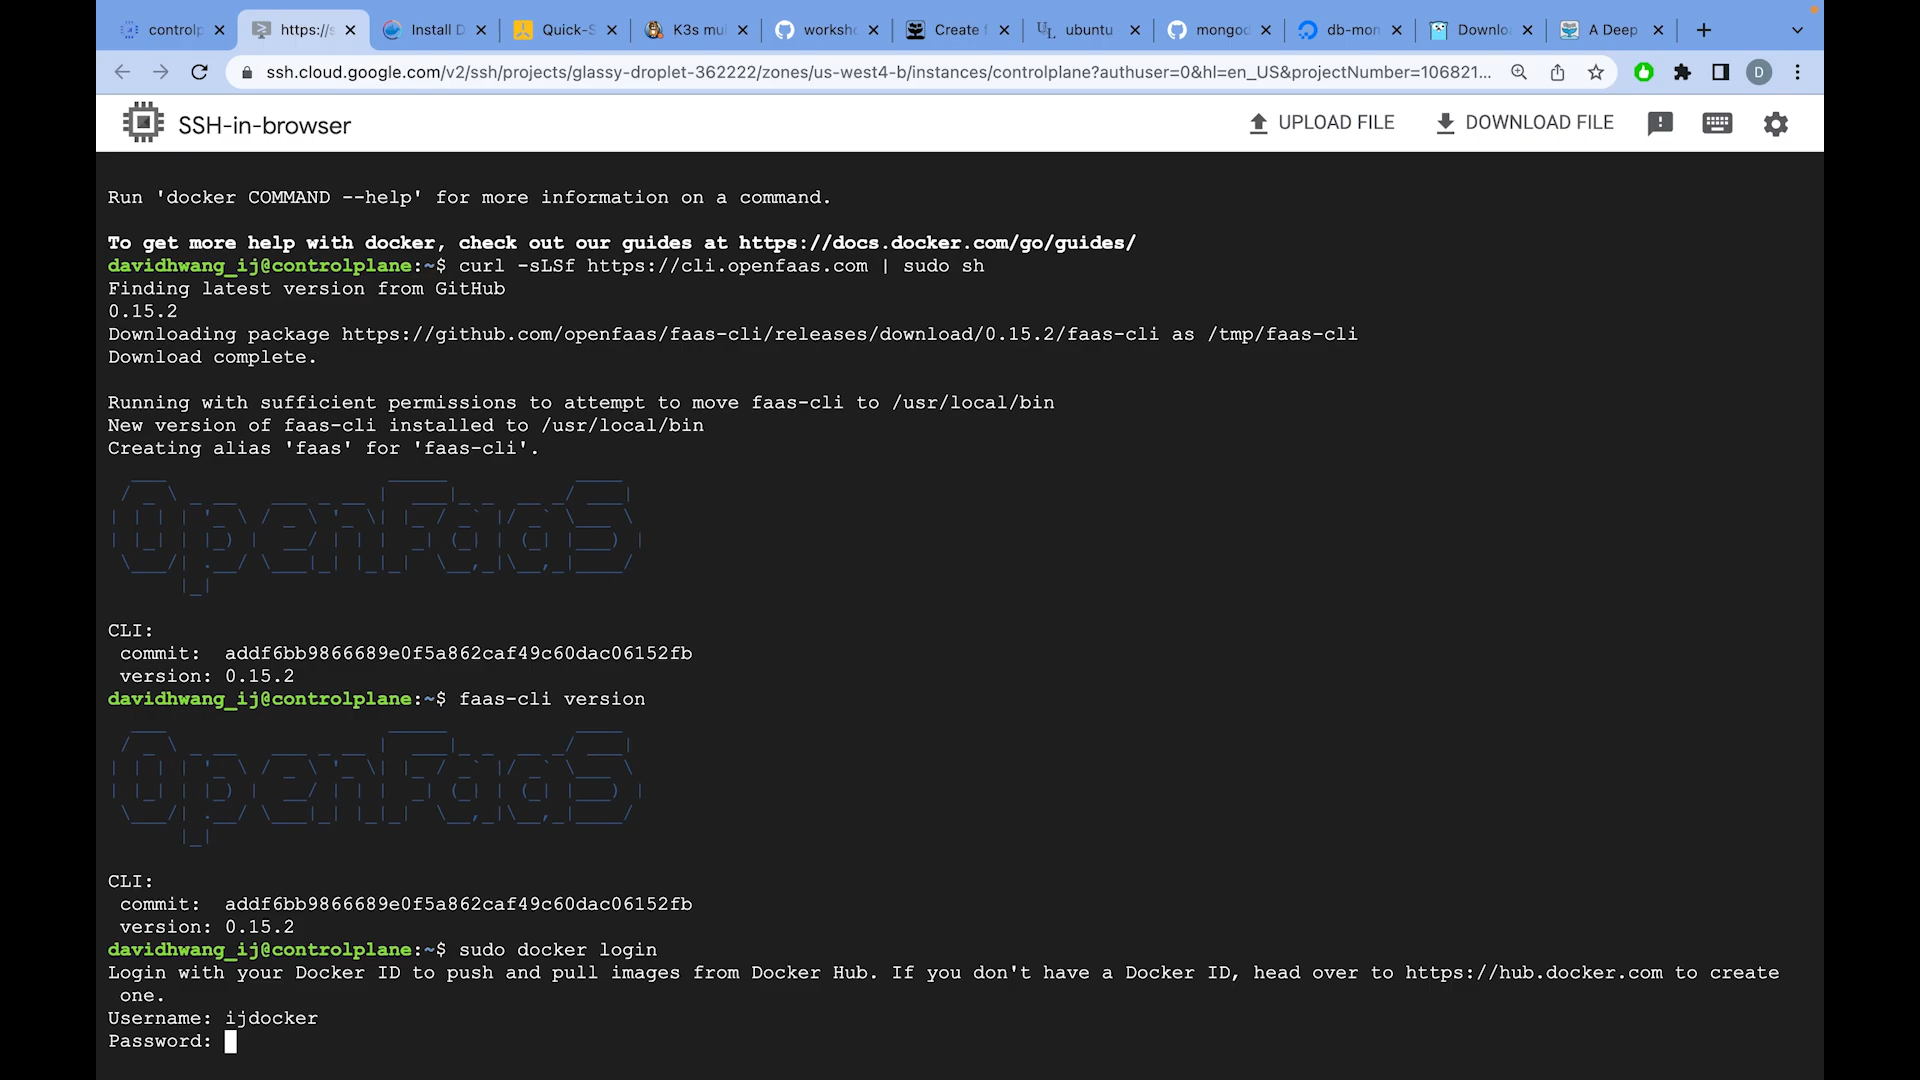 controlp
https://s
Install D
Quick-S
K3s mul
worksho
Create f
ubuntu
mongod
db-mon
Downlo
A Deep
ssh.cloud.google.com/v2/ssh/projects/glassy-droplet-362222/zones/us-west4-b/instances/controlplane?authuser=0&hl=en_US&projectNumber=106821...
D
SSH-in-browser
UPLOAD FILE
DOWNLOAD FILE
Run 'docker COMMAND --help' for more information on a command.
To get more help with docker, check out our guides at https://docs.docker.com/go/guides/
davidhwang_ij@controlplane:~$ curl -sLSf https://cli.openfaas.com | sudo sh
Finding latest version from GitHub
0.15.2
Downloading package https://github.com/openfaas/faas-cli/releases/download/0.15.2/faas-cli as /tmp/faas-cli
Download complete.
Running with sufficient permissions to attempt to move faas-cli to /usr/local/bin
New version of faas-cli installed to /usr/local/bin
Creating alias 'faas' for 'faas-cli'.
OpenFaaS
CLI:
commit:  addf6bb9866689e0f5a862caf49c60dac06152fb
version: 0.15.2
davidhwang_ij@controlplane:~$ faas-cli version
OpenFaaS
CLI:
commit:  addf6bb9866689e0f5a862caf49c60dac06152fb
version: 0.15.2
davidhwang_ij@controlplane:~$ sudo docker login
Login with your Docker ID to push and pull images from Docker Hub. If you don't have a Docker ID, head over to https://hub.docker.com to create
one.
Username: ijdocker
Password: